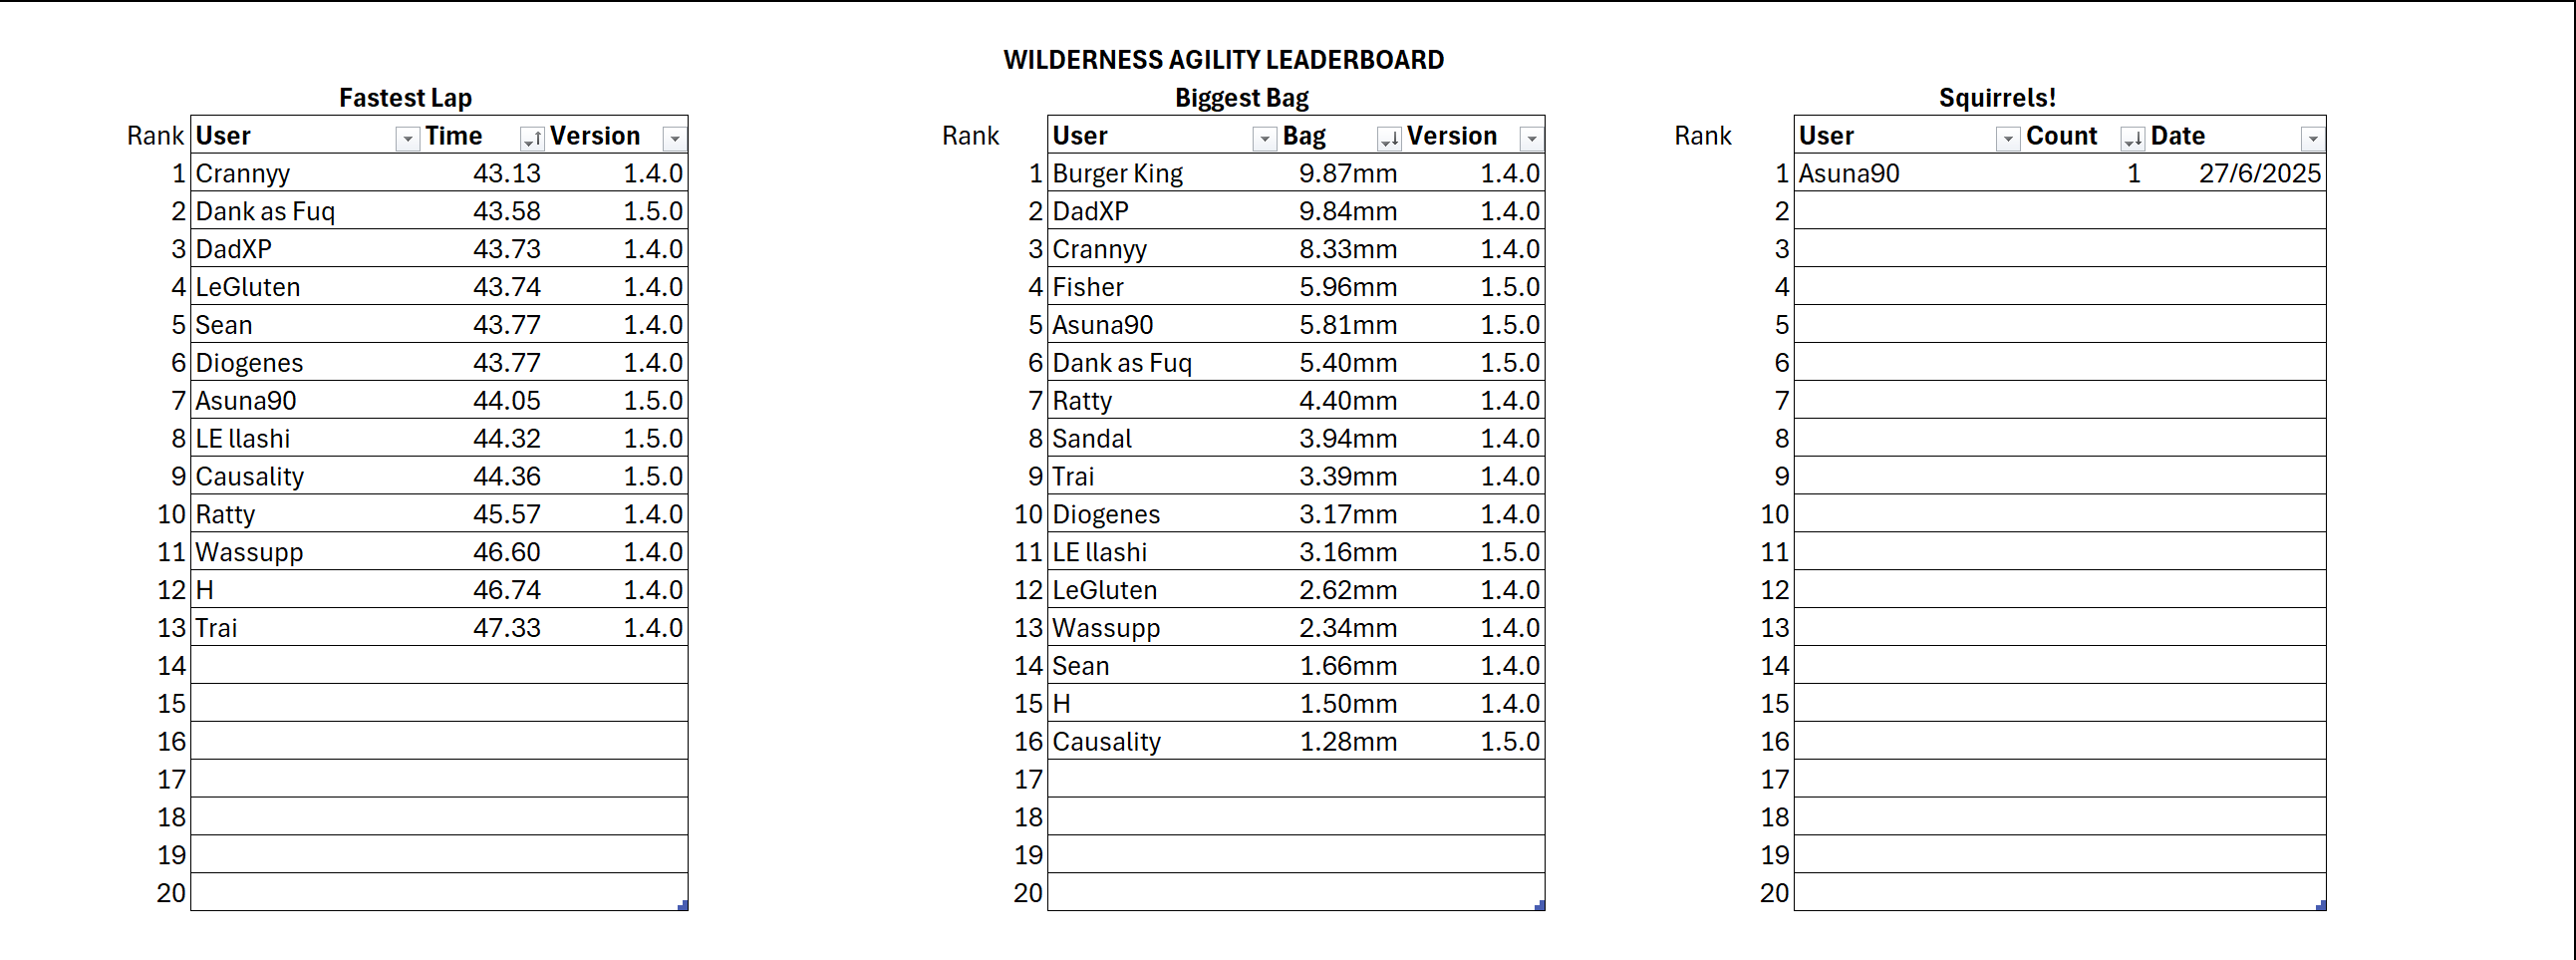 WILDERNESS AGILITY LEADERBOARD
Fastest Lap Biggest Bag Squirrels!
Rank User Time Version Rank User Bag Version Rank User Count Date
1 Crannyy 43.13 1.4.0 1 Burger King 9.87mm 1.4.0 1 Asuna90 1 27/6/2025
2 Dank as Fuq 43.58 1.5.0 2 DadXP 9.84mm 1.4.0 2
3 DadXP 43.73 1.4.0 3 Crannyy 8.33mm 1.4.0 3
4 LeGluten 43.74 1.4.0 4 Fisher 5.96mm 1.5.0 4
5 Sean 43.77 1.4.0 5 Asuna90 5.81mm 1.5.0 5
6 Diogenes 43.77 1.4.0 6 Dank as Fuq 5.40mm 1.5.0 6
7 Asuna90 44.05 1.5.0 7 Ratty 4.40mm 1.4.0 7
8 LE llashi 44.32 1.5.0 8 Sandal 3.94mm 1.4.0 8
9 Causality 44.36 1.5.0 9 Trai 3.39mm 1.4.0 9
10 Ratty 45.57 1.4.0 10 Diogenes 3.17mm 1.4.0 10
11 Wassupp 46.60 1.4.0 11 LE llashi 3.16mm 1.5.0 11
12 H 46.74 1.4.0 12 LeGluten 2.62mm 1.4.0 12
13 Trai 47.33 1.4.0 13 Wassupp 2.34mm 1.4.0 13
14 14 Sean 1.66mm 1.4.0 14
15 15 H 1.50mm 1.4.0 15
16 16 Causality 1.28mm 1.5.0 16
17 17 17
18 18 18
19 19 19
20 20 20